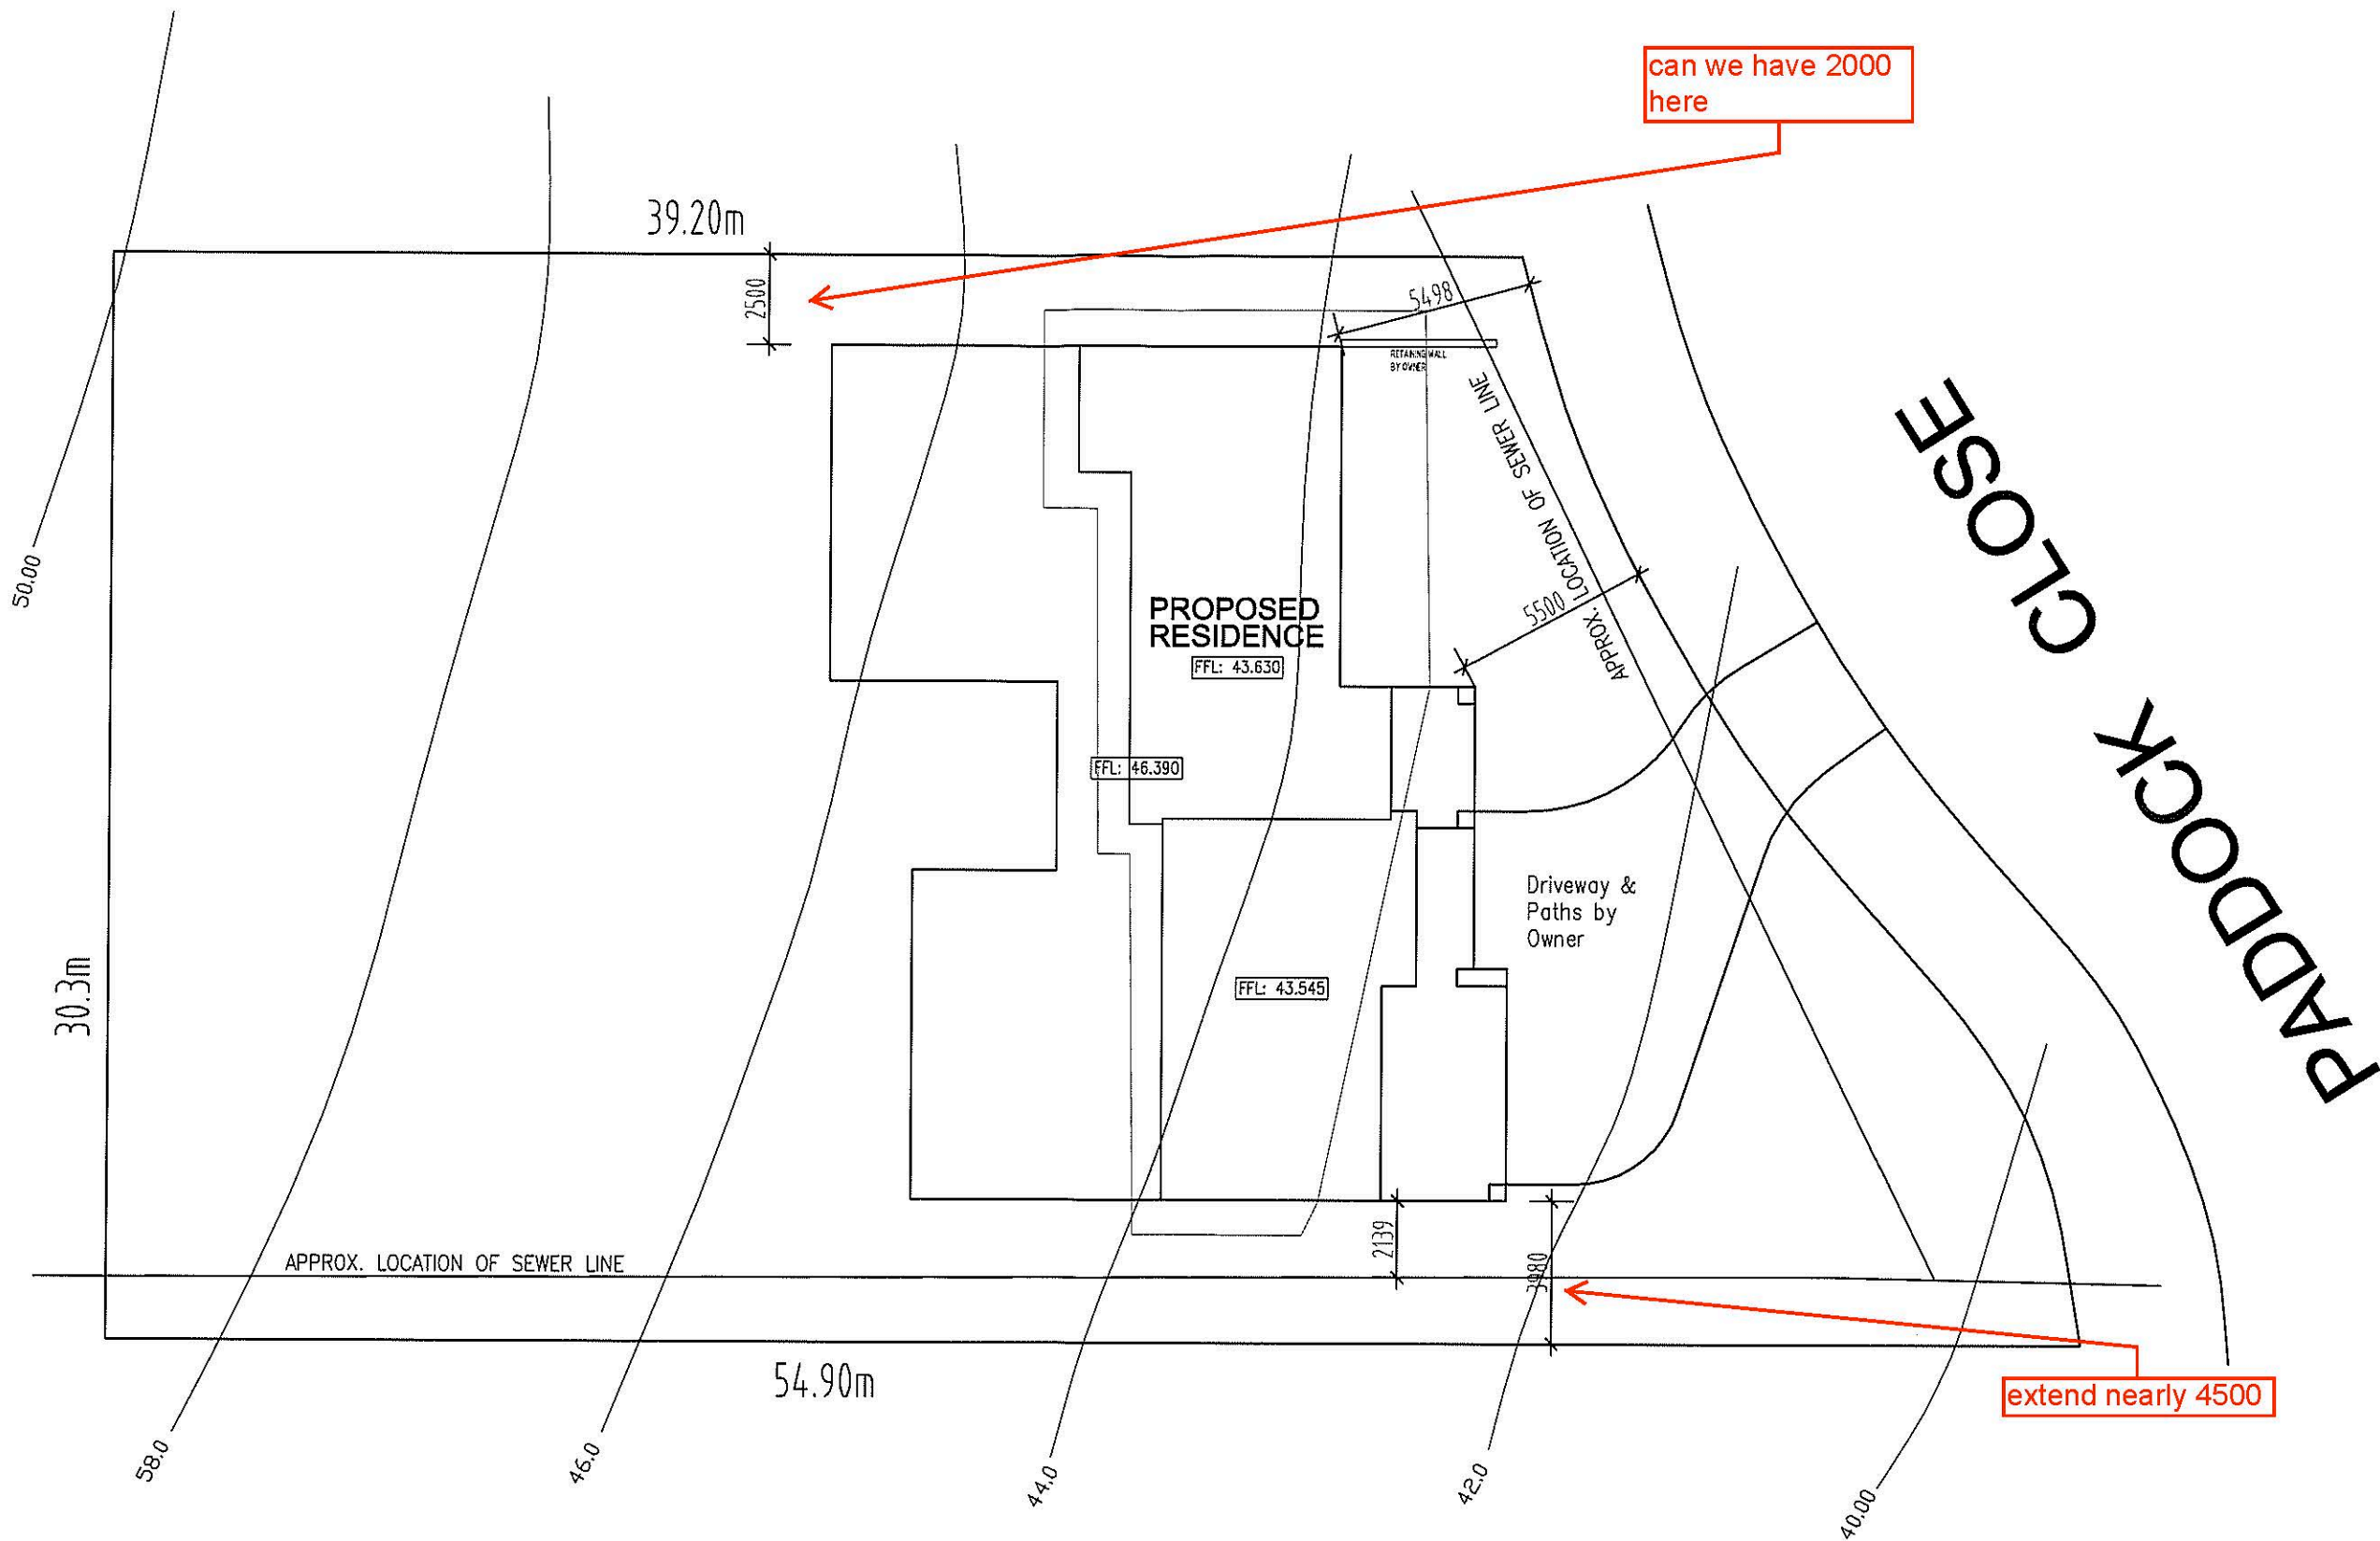 can we have 2000
here
39.20m
2500
5498
RETAINING WALL
BY OWNER
APPROX. LOCATION OF SEWER LINE
CLOSE
PADDOCK
50.00
5500
PROPOSED
RESIDENCE
FFL: 43.630
FFL: 46.390
Driveway &
Paths by
Owner
FFL: 43.545
30.3m
2139
3980
APPROX. LOCATION OF SEWER LINE
54.90m
extend nearly 4500
58.0
46.0
44.0
42.0
40.00